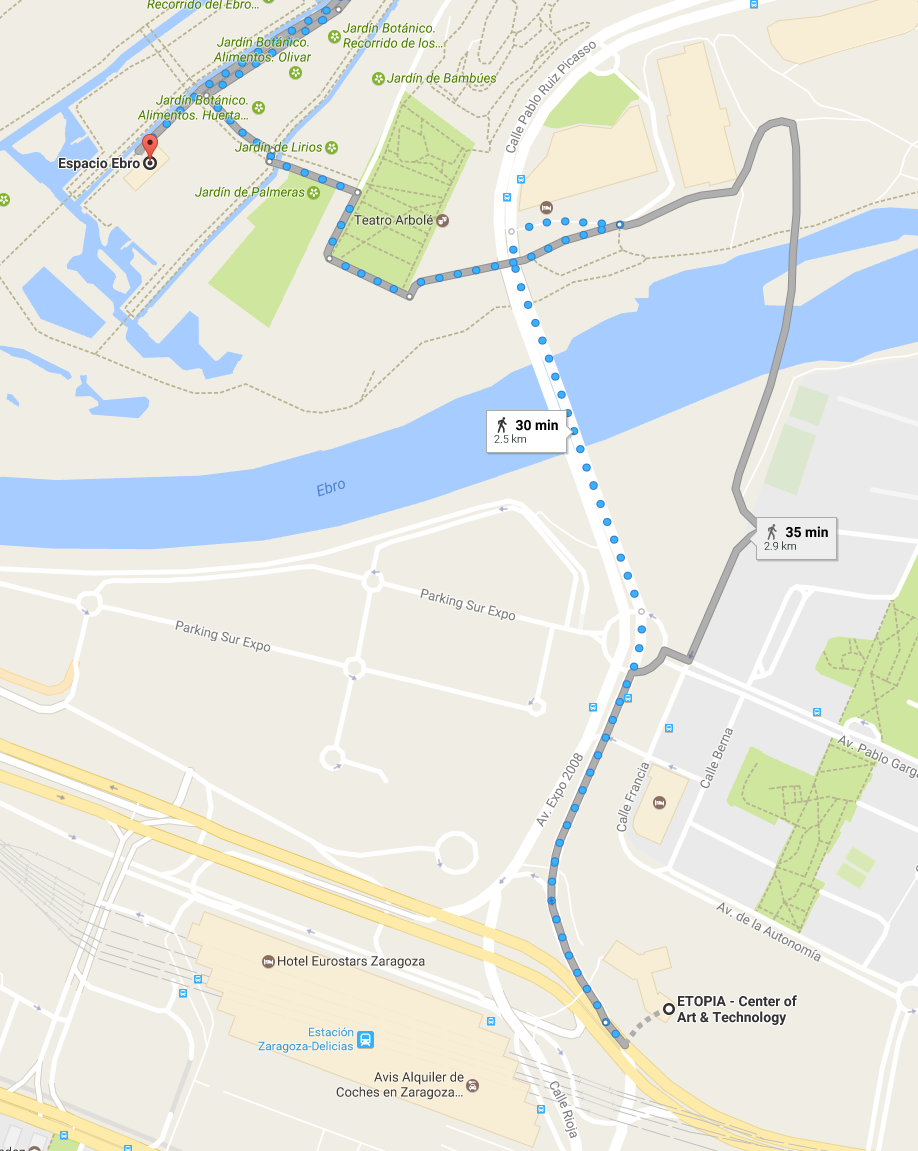 Recorrido del Ebro...
Jardín Botánico.
Recorrido de los...
Jardín Botánico.
Alimentos. Olivar
Jardín de Bambúes
Jardín Botánico.
Alimentos. Huerta...
Calle Pablo Ruiz Picasso
Jardín de Lirios
Espacio Ebro
Jardín de Palmeras
Teatro Arbolé
30 min
2.5 km
Ebro
35 min
2.9 km
Parking Sur Expo
Parking Sur Expo
Av. Pablo Garg
Calle Berna
Av. Expo 2008
Calle Francia
Av. de la Autonomía
Hotel Eurostars Zaragoza
ETOPIA - Center of
Art & Technology
Estación
Zaragoza-Delicias
Avis Alquiler de
Coches en Zaragoza...
Calle Rioja